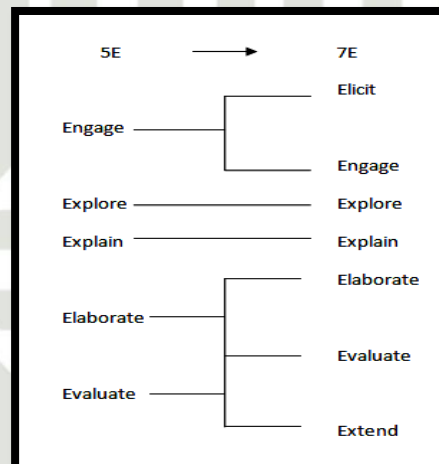 5E 7E
Elicit
Engage
Engage
Explore Explore
Explain Explain
Elaborate
Elaborate
Evaluate
Evaluate
Extend